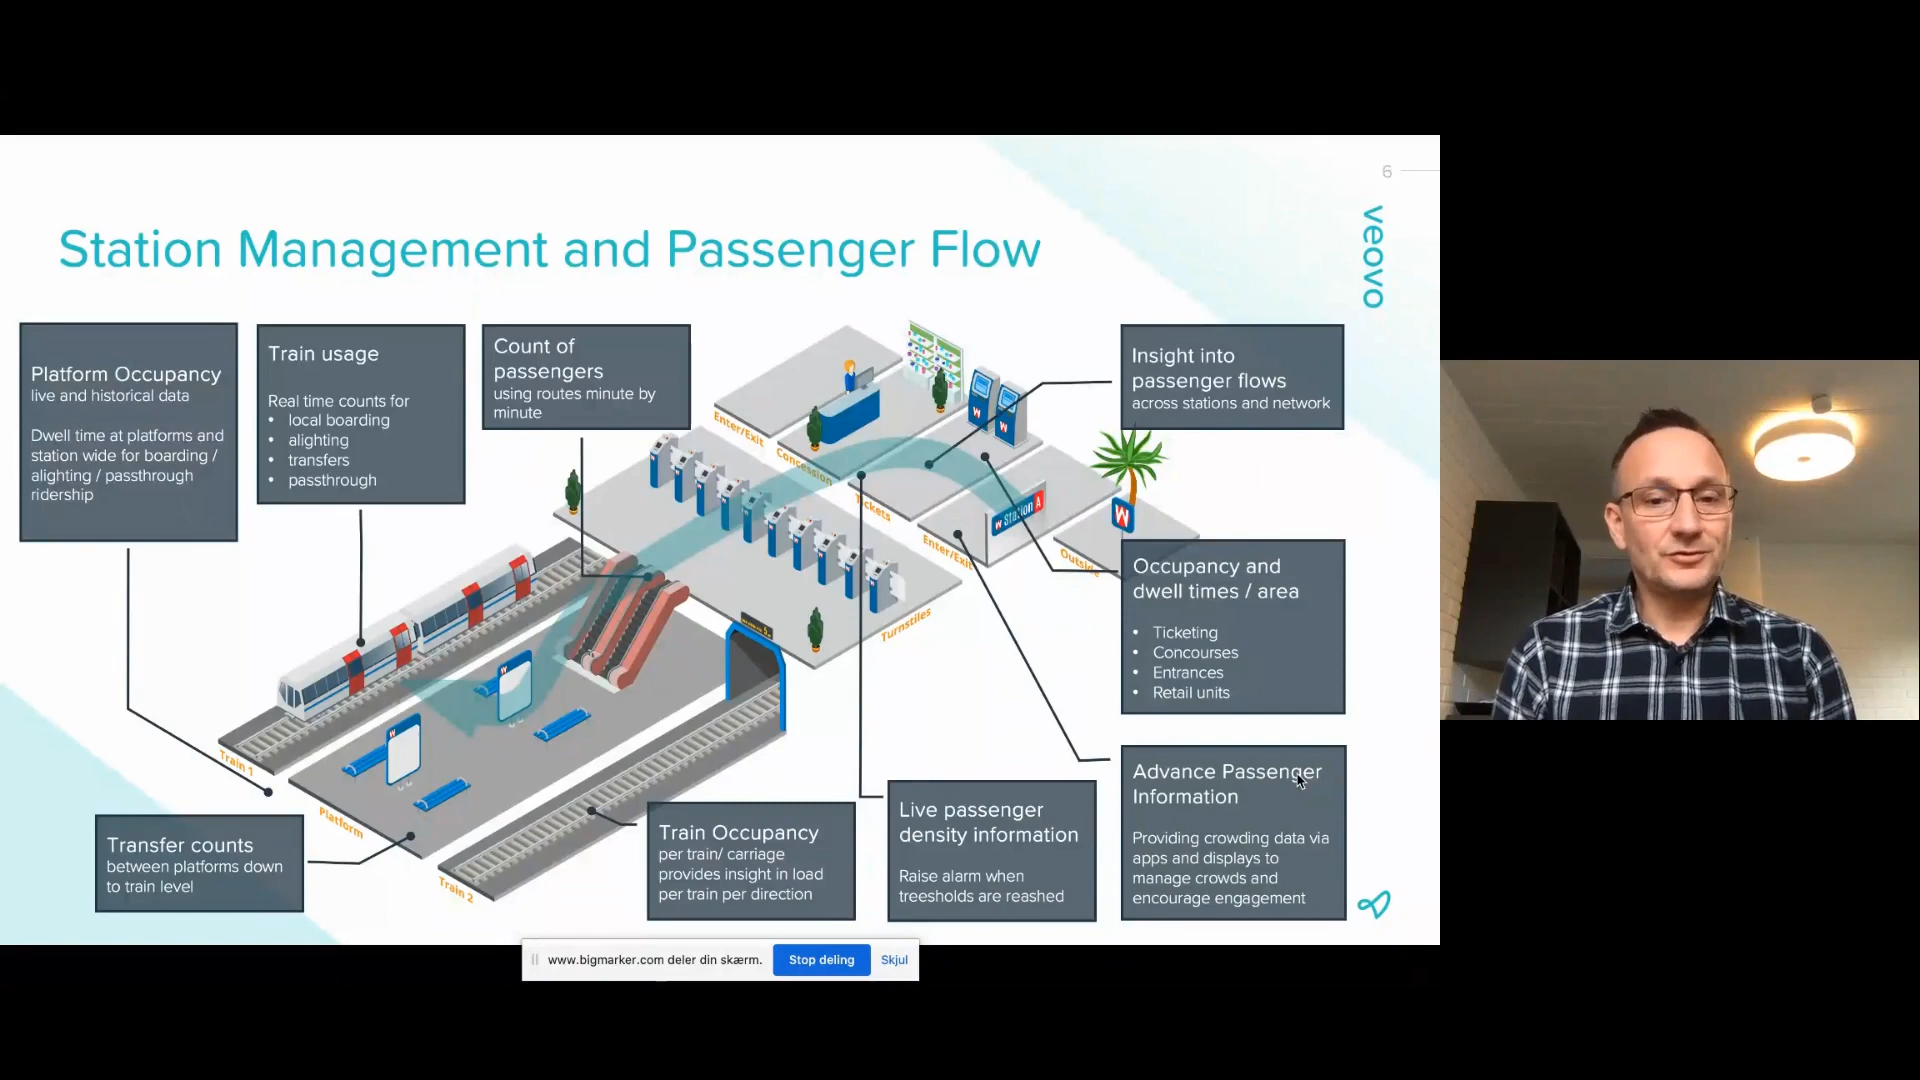 6
veovo
Station Management and Passenger Flow
Platform Occupancy
live and historical data
Dwell time at platforms and
station wide for boarding /
alighting / passthrough
ridership
Train usage
Real time counts for
• local boarding
• alighting
• transfers
• passthrough
Count of
passengers
using routes minute by
minute
Insight into
passenger flows
across stations and network
Enter/Exit
Concession
Tickets
Enter/Exit
Outside
Station A
W
W
W
Turnstiles
Occupancy and
dwell times / area
• Ticketing
• Concourses
• Entrances
• Retail units
Train 1
Platform
Train 2
Transfer counts
between platforms down
to train level
Train Occupancy
per train/ carriage
provides insight in load
per train per direction
Live passenger
density information
Raise alarm when
treesholds are reashed
Advance Passenger
Information
Providing crowding data via
apps and displays to
manage crowds and
encourage engagement
www.bigmarker.com deler din skærm.
Stop deling
Skjul